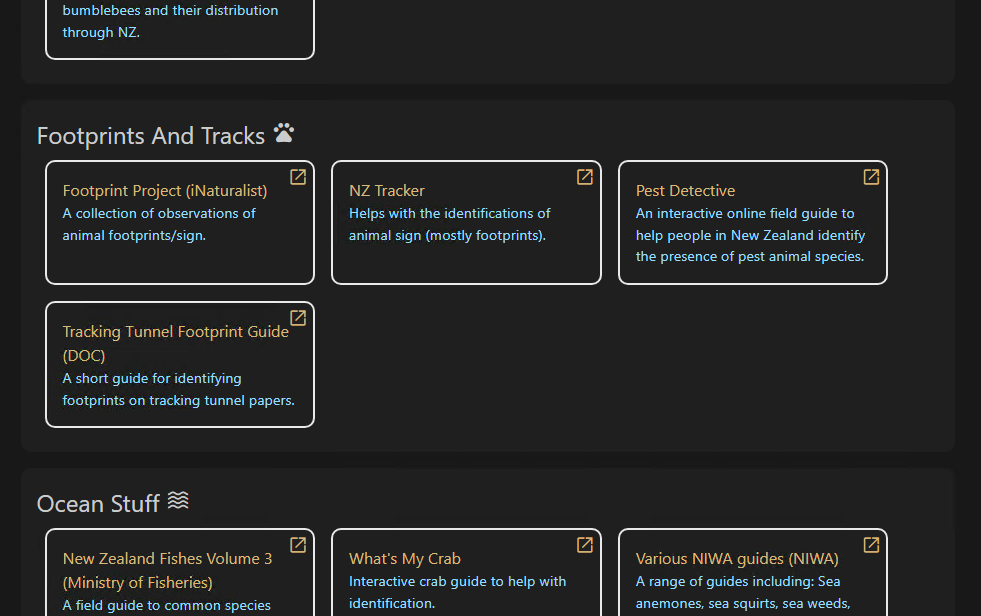 bumblebees and their distribution
through NZ.
Footprints And Tracks
Footprint Project (iNaturalist)
A collection of observations of
animal footprints/sign.
NZ Tracker
Helps with the identifications of
animal sign (mostly footprints).
Pest Detective
An interactive online field guide to
help people in New Zealand identify
the presence of pest animal species.
Tracking Tunnel Footprint Guide
(DOC)
A short guide for identifying
footprints on tracking tunnel papers.
Ocean Stuff
New Zealand Fishes Volume 3
(Ministry of Fisheries)
A field guide to common species
What's My Crab
Interactive crab guide to help with
identification.
Various NIWA guides (NIWA)
A range of guides including: Sea
anemones, sea squirts, sea weeds,